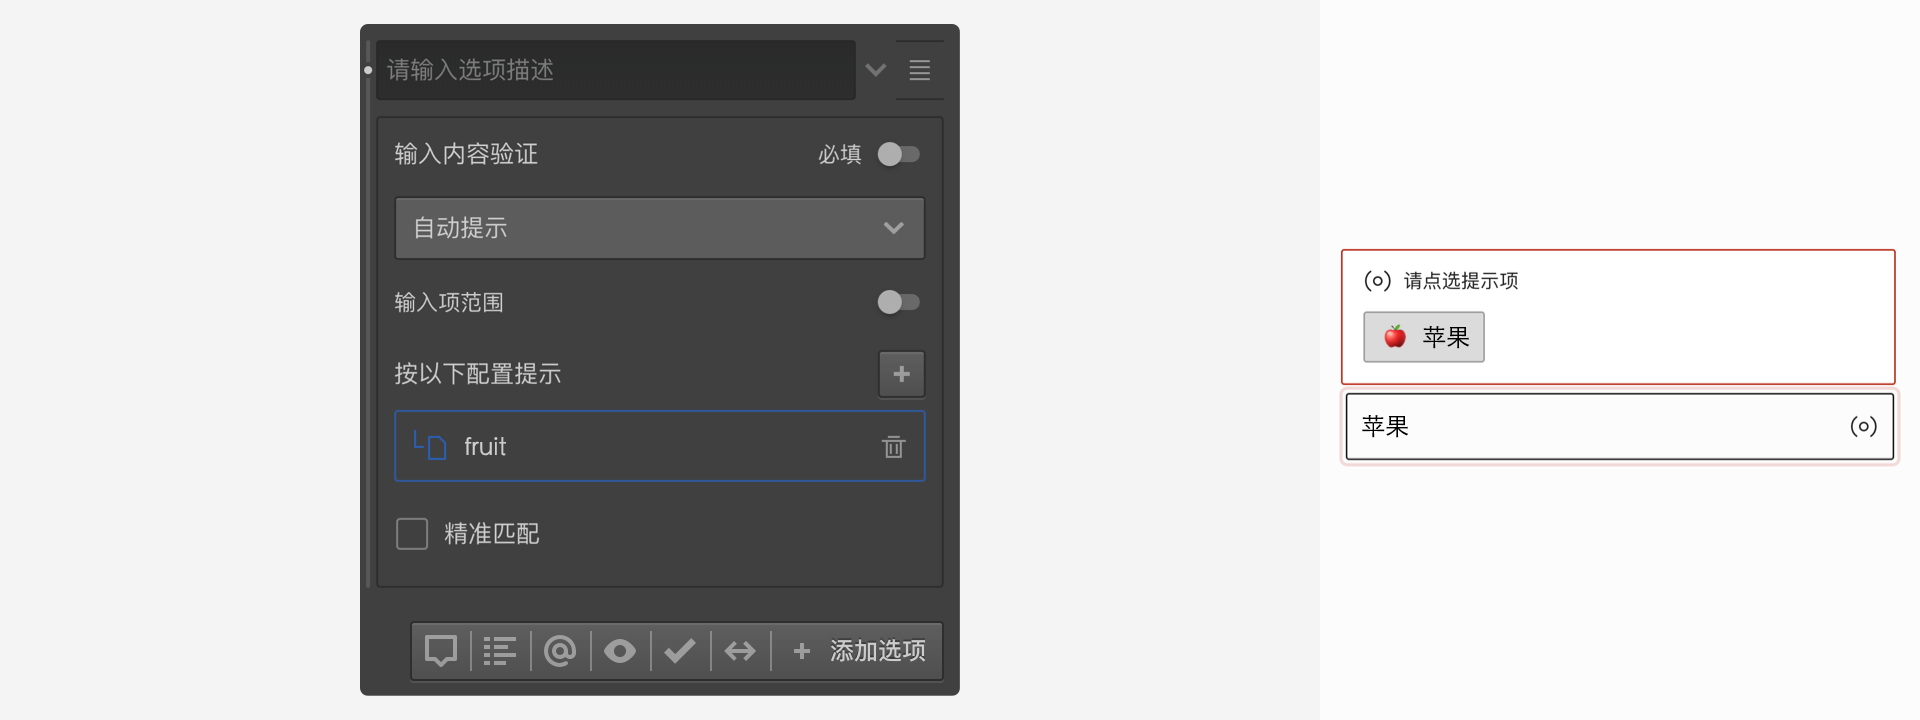 请输入选项描述
输入内容验证 必填
自动提示
输入项范围
按以下配置提示
fruit
精准匹配
添加选项
请点选提示项
苹果
苹果